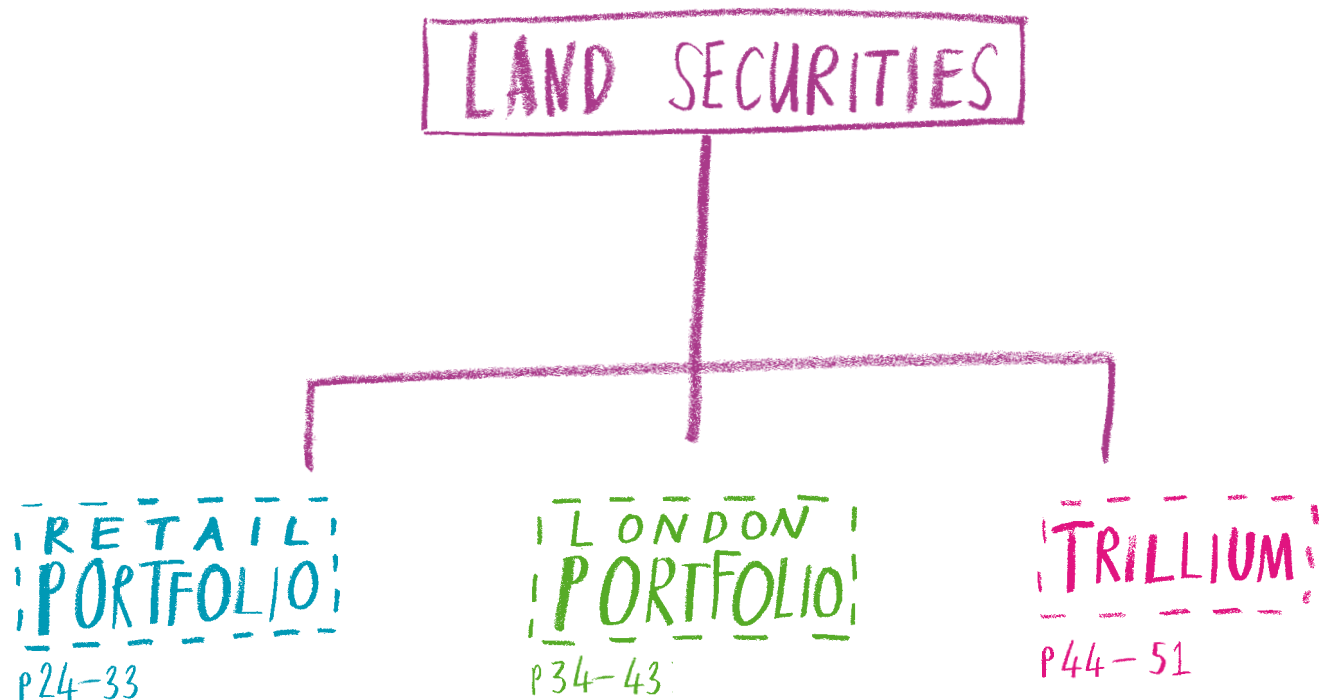 LAND SECURITIES
RETAIL
PORTFOLIO
p24–33
LONDON
PORTFOLIO
p34–43
TRILLIUM
p44–51